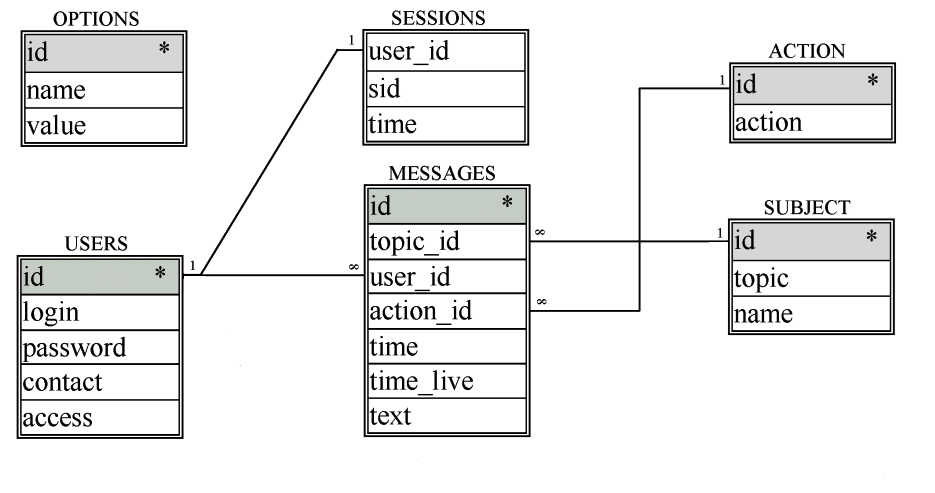 OPTIONS
id *
name
value
SESSIONS
1
user_id
sid
time
ACTION
1
id *
action
MESSAGES
id *
topic_id
user_id
action_id
time
time_live
text
∞
∞
∞
SUBJECT
1
id *
topic
name
USERS
1
id *
login
password
contact
access